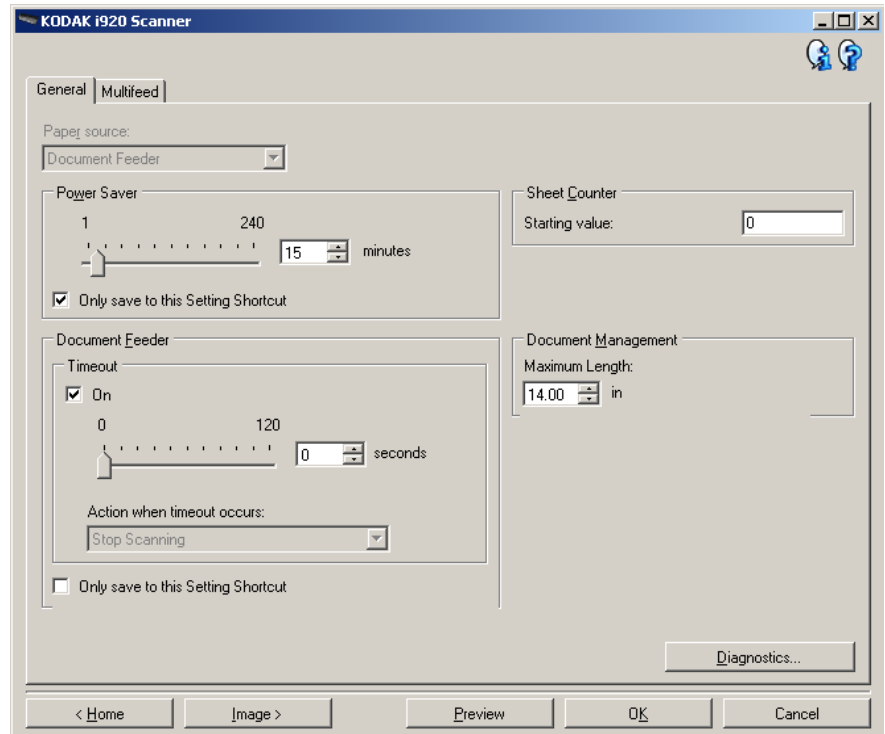 KODAK i920 Scanner
General Multifeed
Paper source:
Document Feeder
Power Saver
1 240
15 minutes
Only save to this Setting Shortcut
Sheet Counter
Starting value: 0
Document Feeder
Timeout
On
0 120
0 seconds
Action when timeout occurs:
Stop Scanning
Only save to this Setting Shortcut
Document Management
Maximum Length:
14.00 in
Diagnostics...
< Home Image > Preview OK Cancel